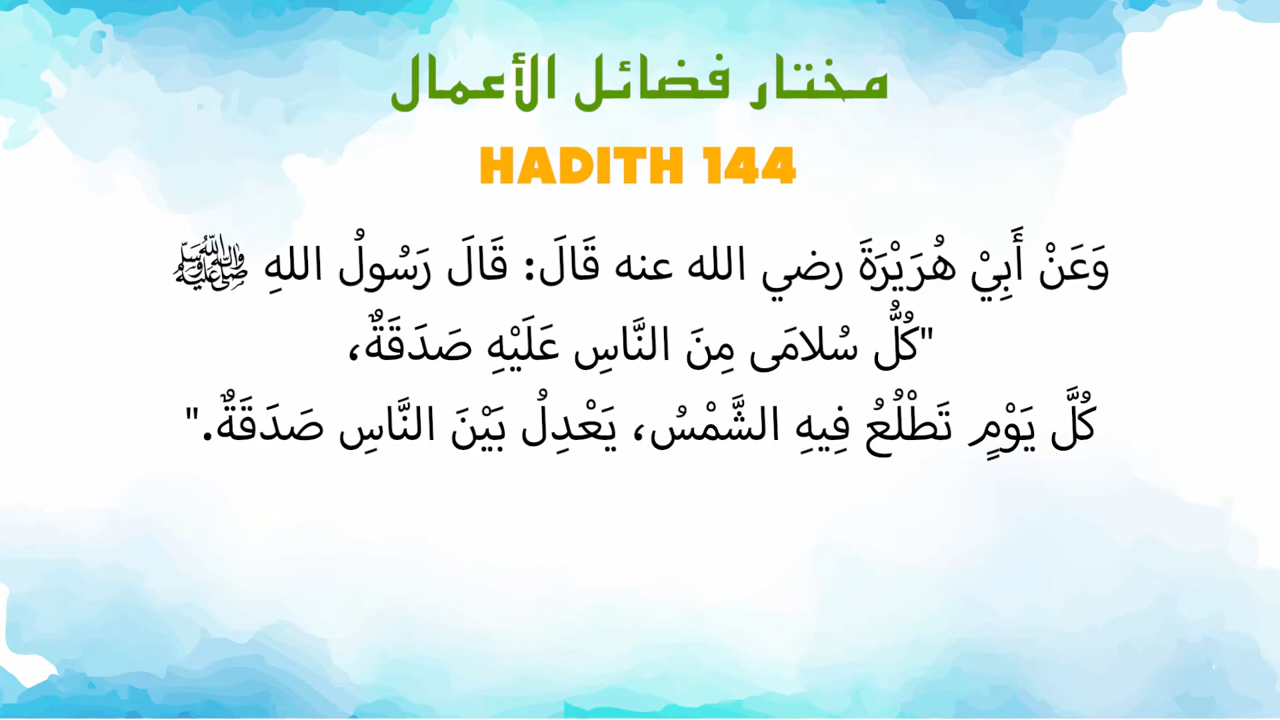 مختار فضائل الأعمال
HADITH 144
وَعَنْ أَبِيْ هُرَيْرَةَ رضي الله عنه قَالَ: قَالَ رَسُولُ اللهِ ﷺ
"كُلُّ سُلامَى مِنَ النَّاسِ عَلَيْهِ صَدَقَةٌ،
كُلَّ يَوْمٍ تَطْلُعُ فِيهِ الشَّمْسُ، يَعْدِلُ بَيْنَ النَّاسِ صَدَقَةٌ."